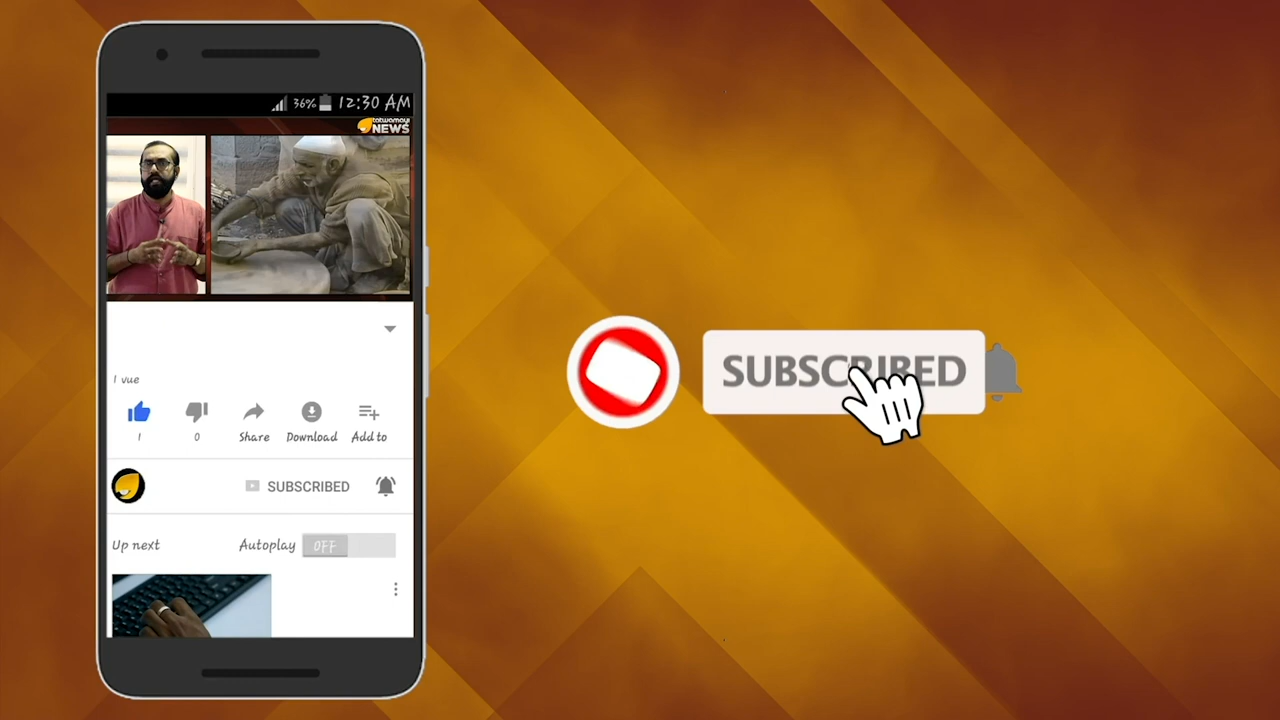 36% 12:30 AM
tatwamayi
NEWS
1 vue
1
0
Share
Download
Add to
SUBSCRIBED
Up next
Autoplay
OFF
SUBSCRIBED